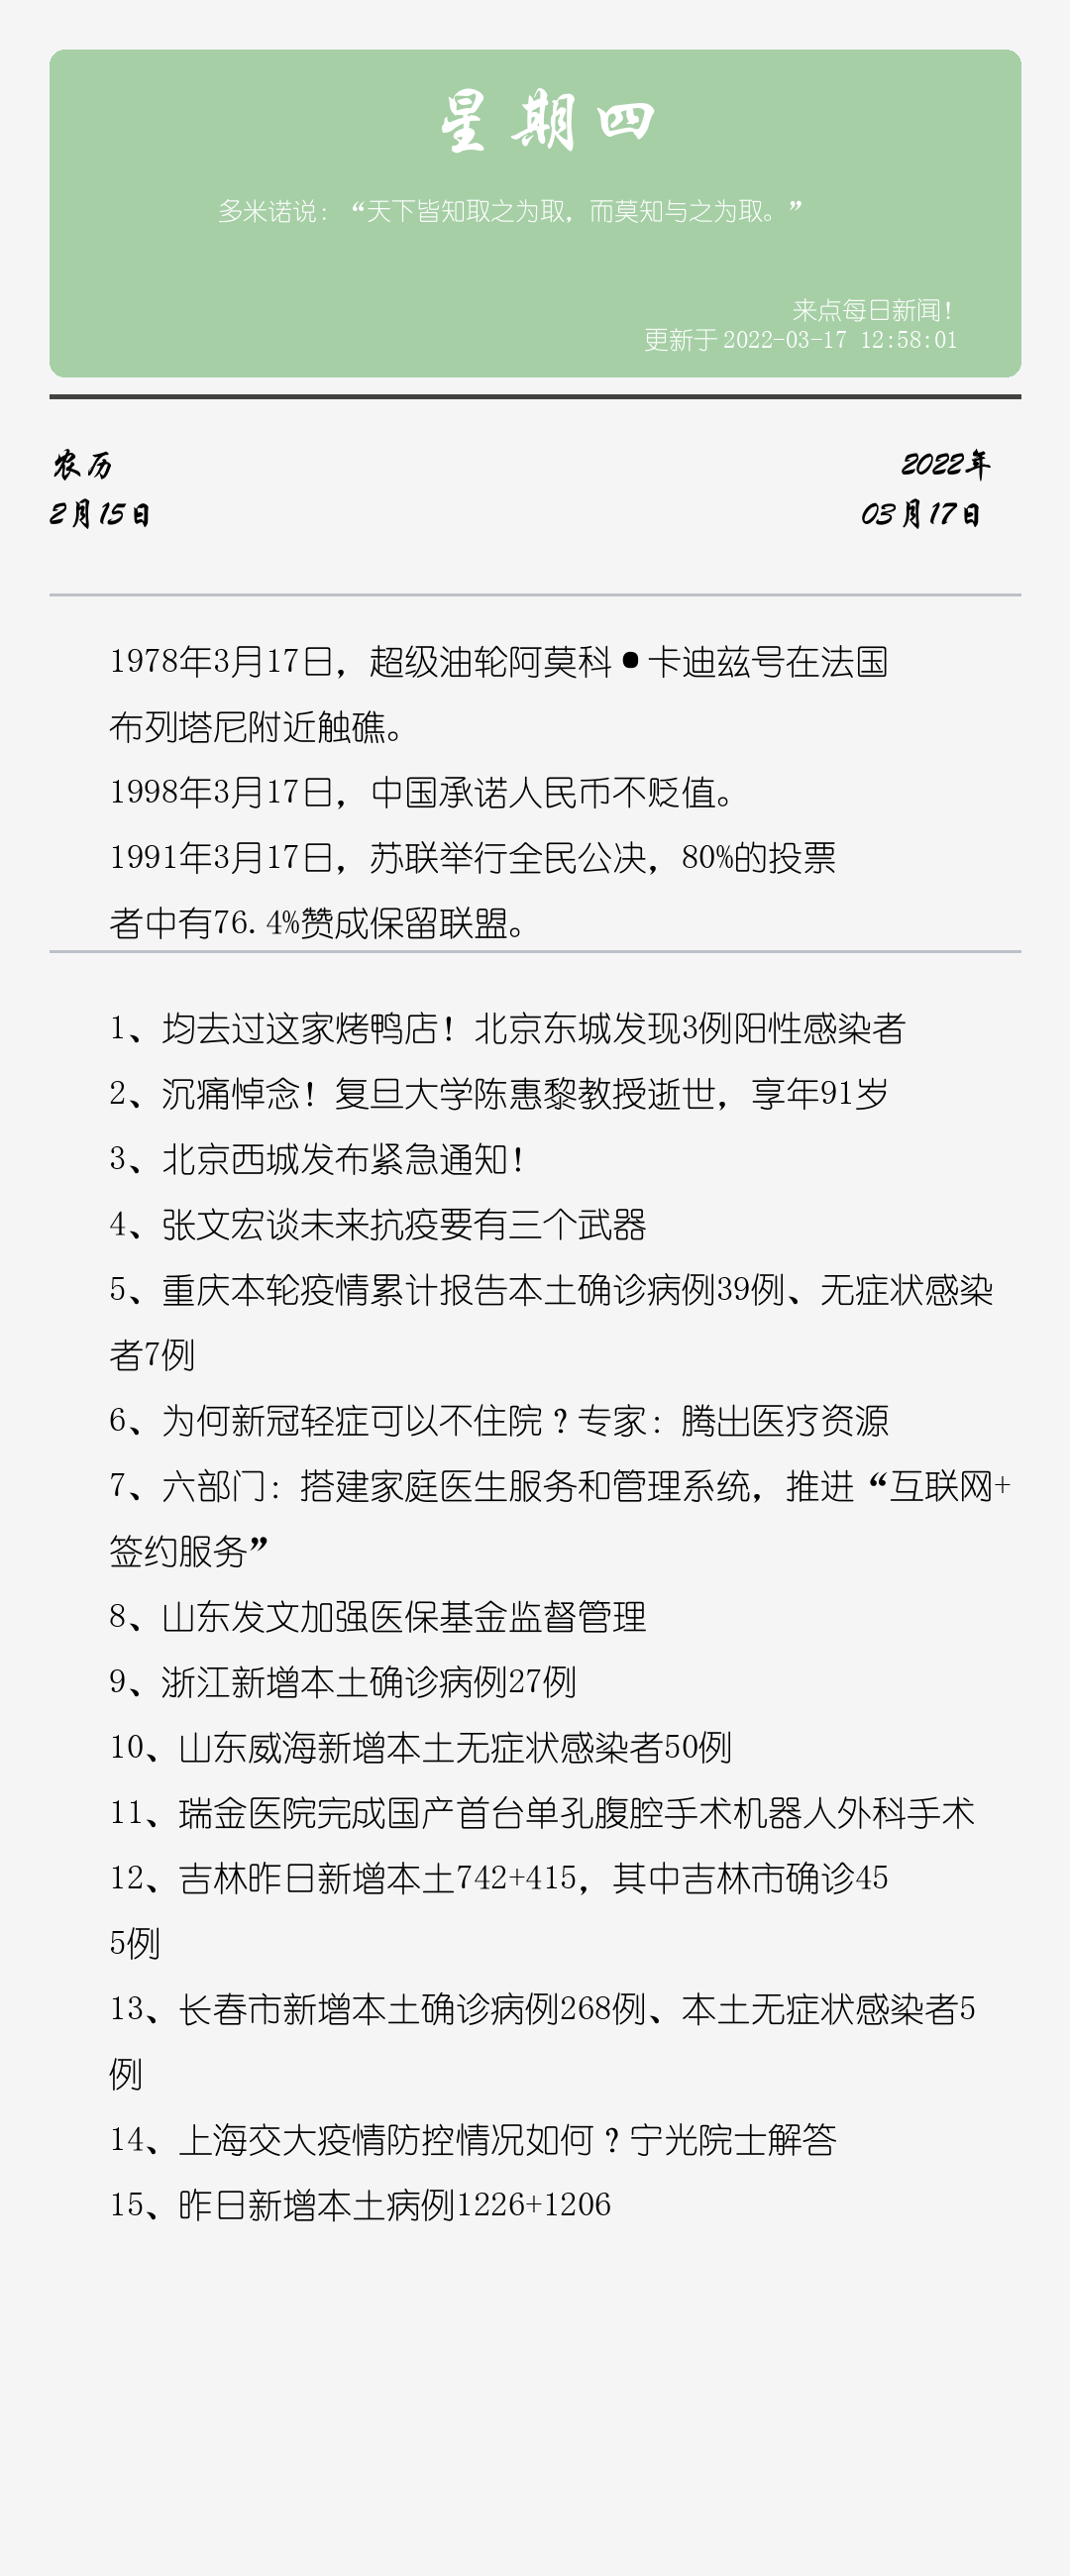 星期四
多米诺说：“天下皆知取之为取，而莫知与之为取。”
来点每日新闻！
更新于 2022-03-17 12:58:01
农历
2022年
2月15日
03月17日
1978年3月17日，超级油轮阿莫科•卡迪兹号在法国
布列塔尼附近触礁。
1998年3月17日，中国承诺人民币不贬值。
1991年3月17日，苏联举行全民公决，80%的投票
者中有76.4%赞成保留联盟。
1、均去过这家烤鸭店！北京东城发现3例阳性感染者
2、沉痛悼念！复旦大学陈惠黎教授逝世，享年91岁
3、北京西城发布紧急通知！
4、张文宏谈未来抗疫要有三个武器
5、重庆本轮疫情累计报告本土确诊病例39例、无症状感染
者7例
6、为何新冠轻症可以不住院？专家：腾出医疗资源
7、六部门：搭建家庭医生服务和管理系统，推进“互联网+
签约服务”
8、山东发文加强医保基金监督管理
9、浙江新增本土确诊病例27例
10、山东威海新增本土无症状感染者50例
11、瑞金医院完成国产首台单孔腹腔手术机器人外科手术
12、吉林昨日新增本土742+415，其中吉林市确诊45
5例
13、长春市新增本土确诊病例268例、本土无症状感染者5
例
14、上海交大疫情防控情况如何？宁光院士解答
15、昨日新增本土病例1226+1206